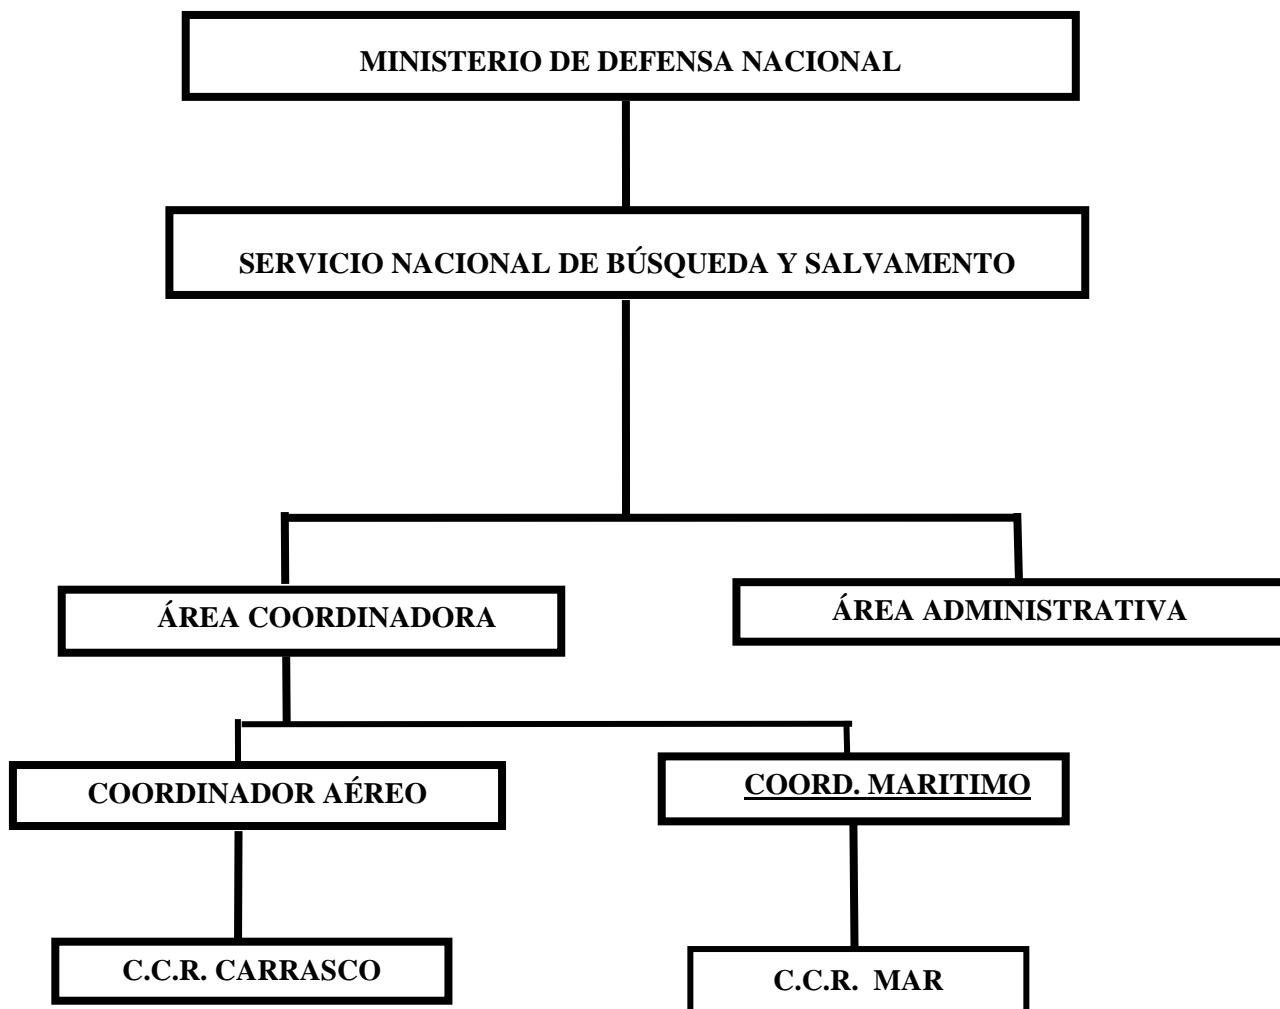 MINISTERIO DE DEFENSA NACIONAL
SERVICIO NACIONAL DE BÚSQUEDA Y SALVAMENTO
ÁREA COORDINADORA
ÁREA ADMINISTRATIVA
COORDINADOR AÉREO
COORD. MARITIMO
C.C.R. CARRASCO
C.C.R. MAR